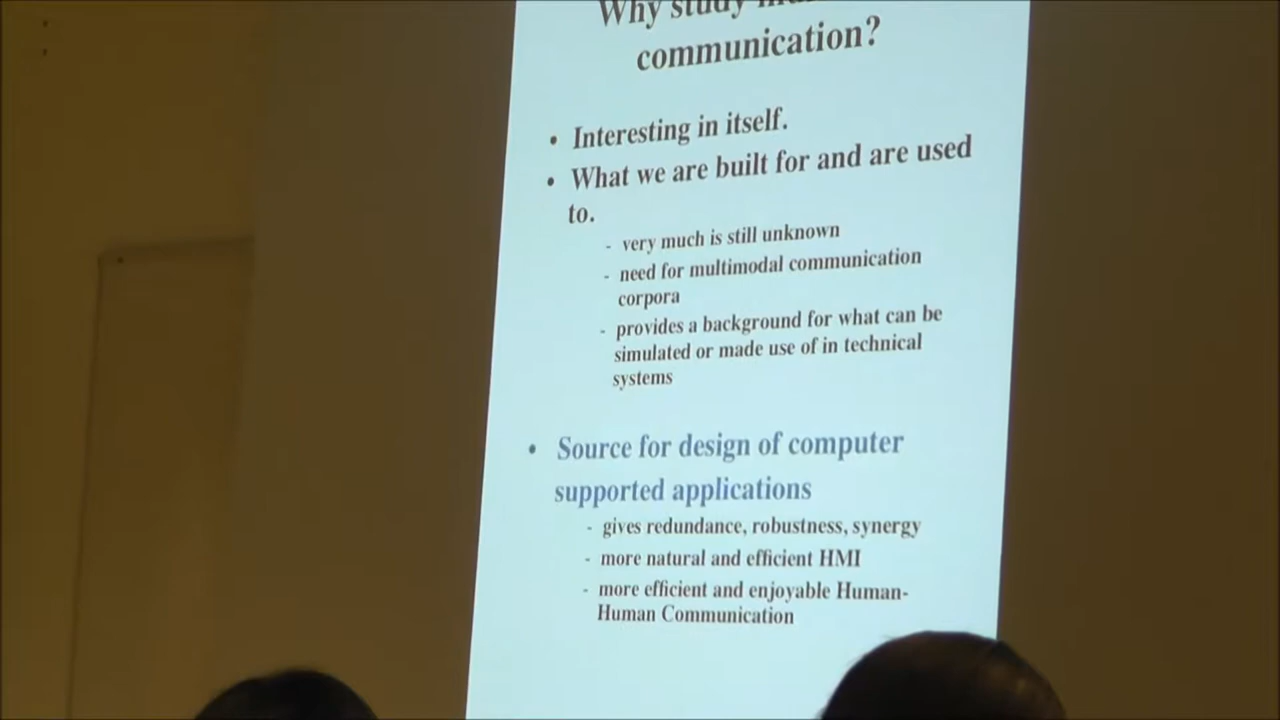 Why study
communication?
• Interesting in itself.
• What we are built for and are used
to.
- very much is still unknown
- need for multimodal communication
corpora
- provides a background for what can be
simulated or made use of in technical
systems
• Source for design of computer
supported applications
- gives redundance, robustness, synergy
- more natural and efficient HMI
- more efficient and enjoyable Human-
Human Communication